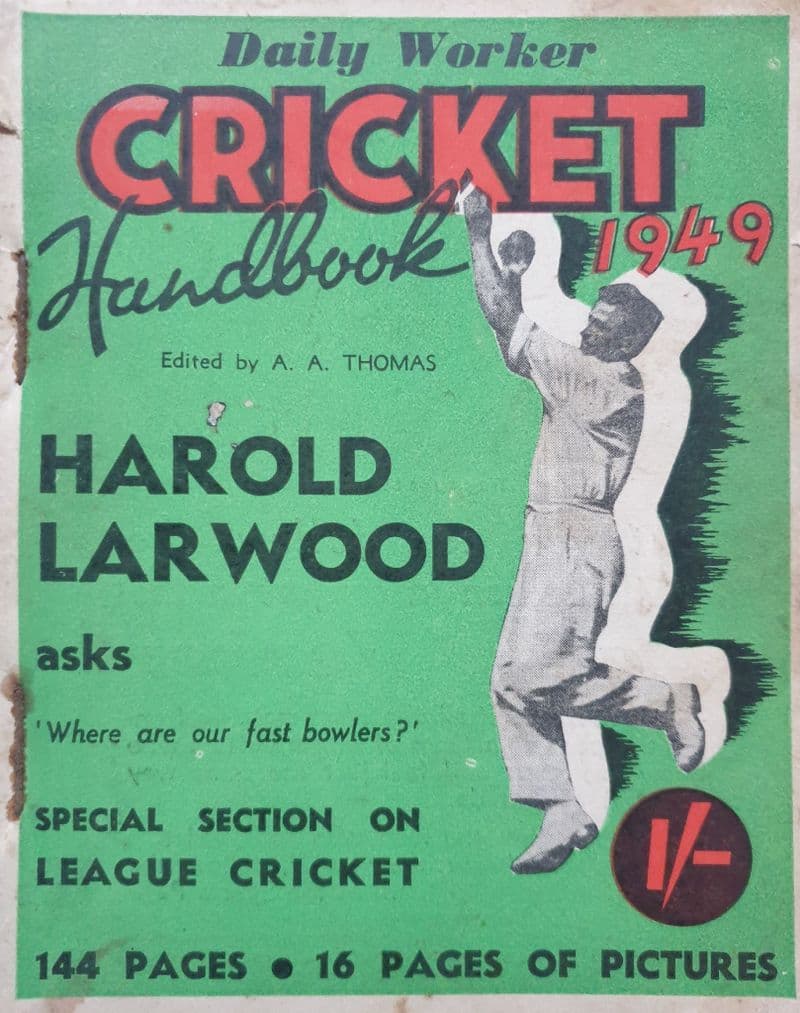 Daily Worker
CRICKET
Handbook 1949
Edited by A. A. THOMAS
HAROLD
LARWOOD
asks
'Where are our fast bowlers?'
SPECIAL SECTION ON
LEAGUE CRICKET
1/-
144 PAGES ● 16 PAGES OF PICTURES